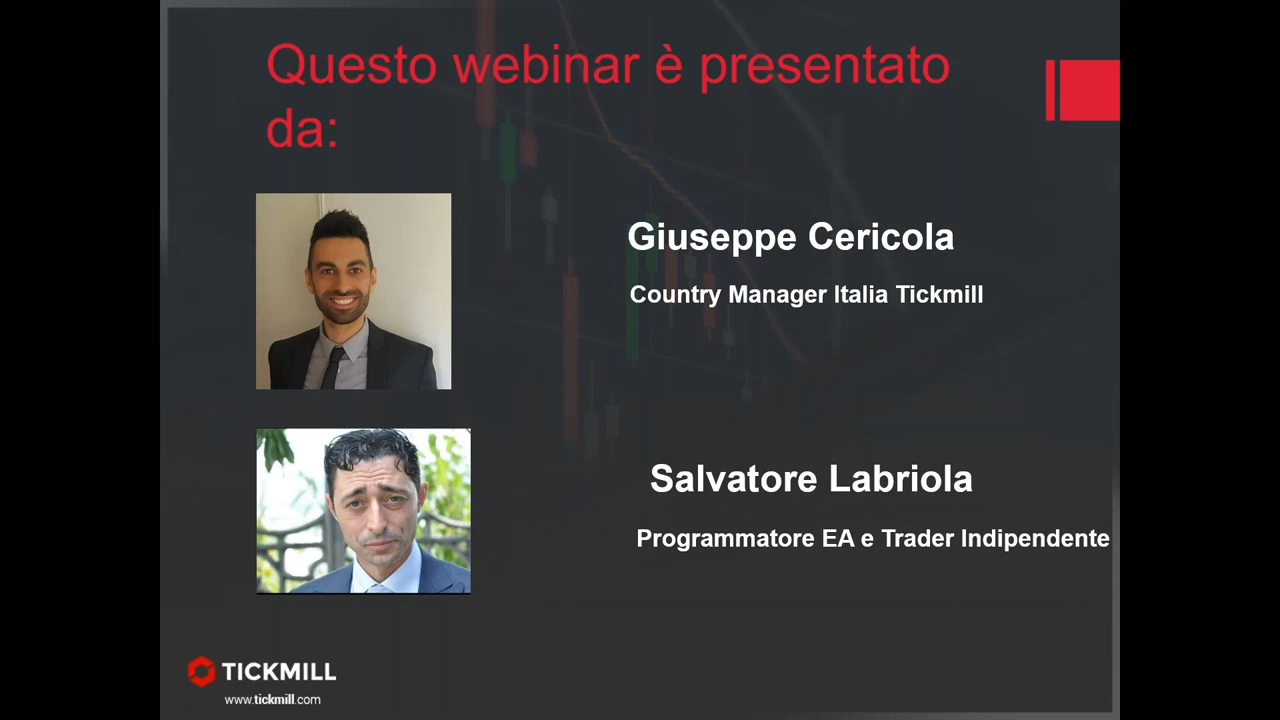 Questo webinar è presentato
da:
Giuseppe Cericola
Country Manager Italia Tickmill
Salvatore Labriola
Programmatore EA e Trader Indipendente
TICKMILL
www.tickmill.com